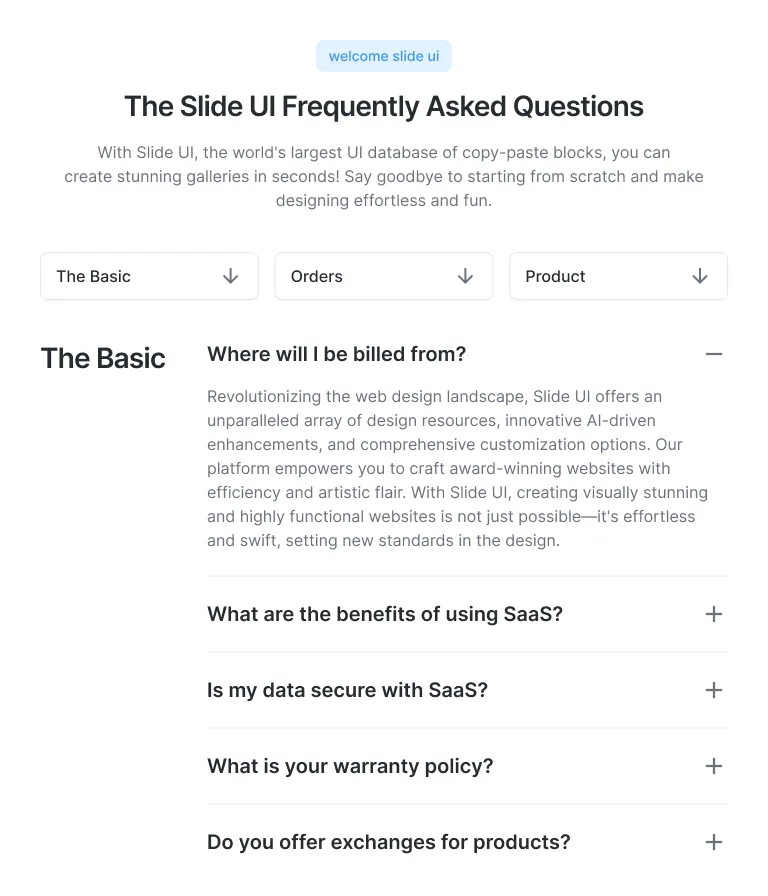 welcome slide ui
The Slide UI Frequently Asked Questions
With Slide UI, the world's largest UI database of copy-paste blocks, you can
create stunning galleries in seconds! Say goodbye to starting from scratch and make
designing effortless and fun.
The Basic
Orders
Product
The Basic
Where will I be billed from?
Revolutionizing the web design landscape, Slide UI offers an
unparalleled array of design resources, innovative AI-driven
enhancements, and comprehensive customization options. Our
platform empowers you to craft award-winning websites with
efficiency and artistic flair. With Slide UI, creating visually stunning
and highly functional websites is not just possible—it's effortless
and swift, setting new standards in the design.
What are the benefits of using SaaS?
Is my data secure with SaaS?
What is your warranty policy?
Do you offer exchanges for products?